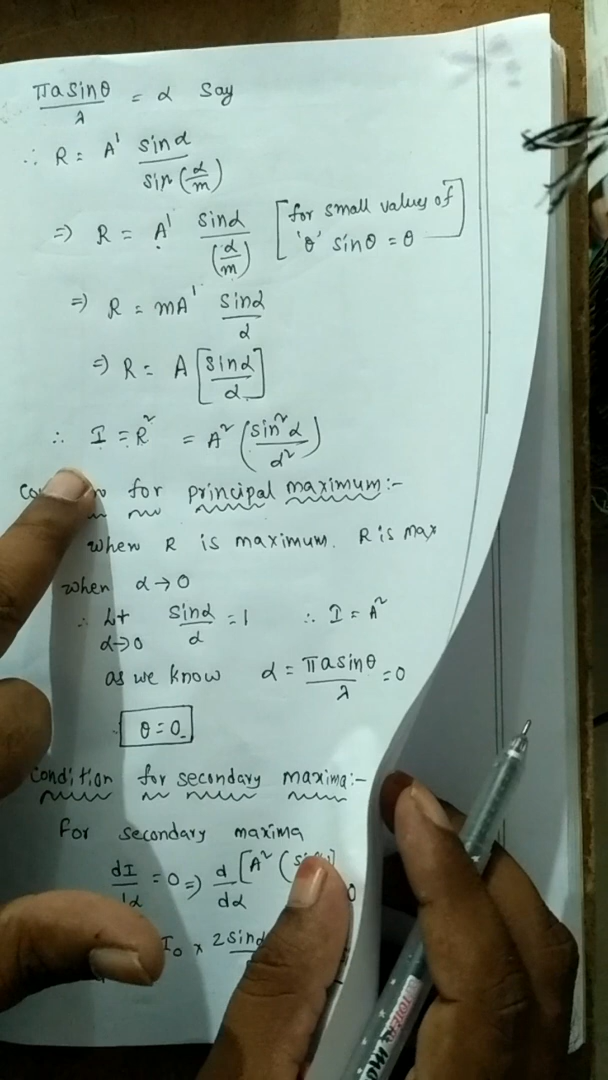 πa sinθ / λ = α say
∴ R = A' sinα / sin(α/m)
⇒ R = A' sinα / (α/m) [for small values of 'θ' sinθ = θ]
⇒ R = mA' sinα / α
⇒ R = A [sinα / α]
∴ I = R² = A² (sin²α / α²)
for principal maximum:-
when R is maximum. R is max
when α→0
∴ Lt α→0 sinα / α = 1 ∴ I = A²
as we know α = πa sinθ / λ = 0
θ = 0
condition for secondary maxima:-
For secondary maxima
dI / dα = 0 ⇒ d / dα [A² (
I₀ × 2sinα